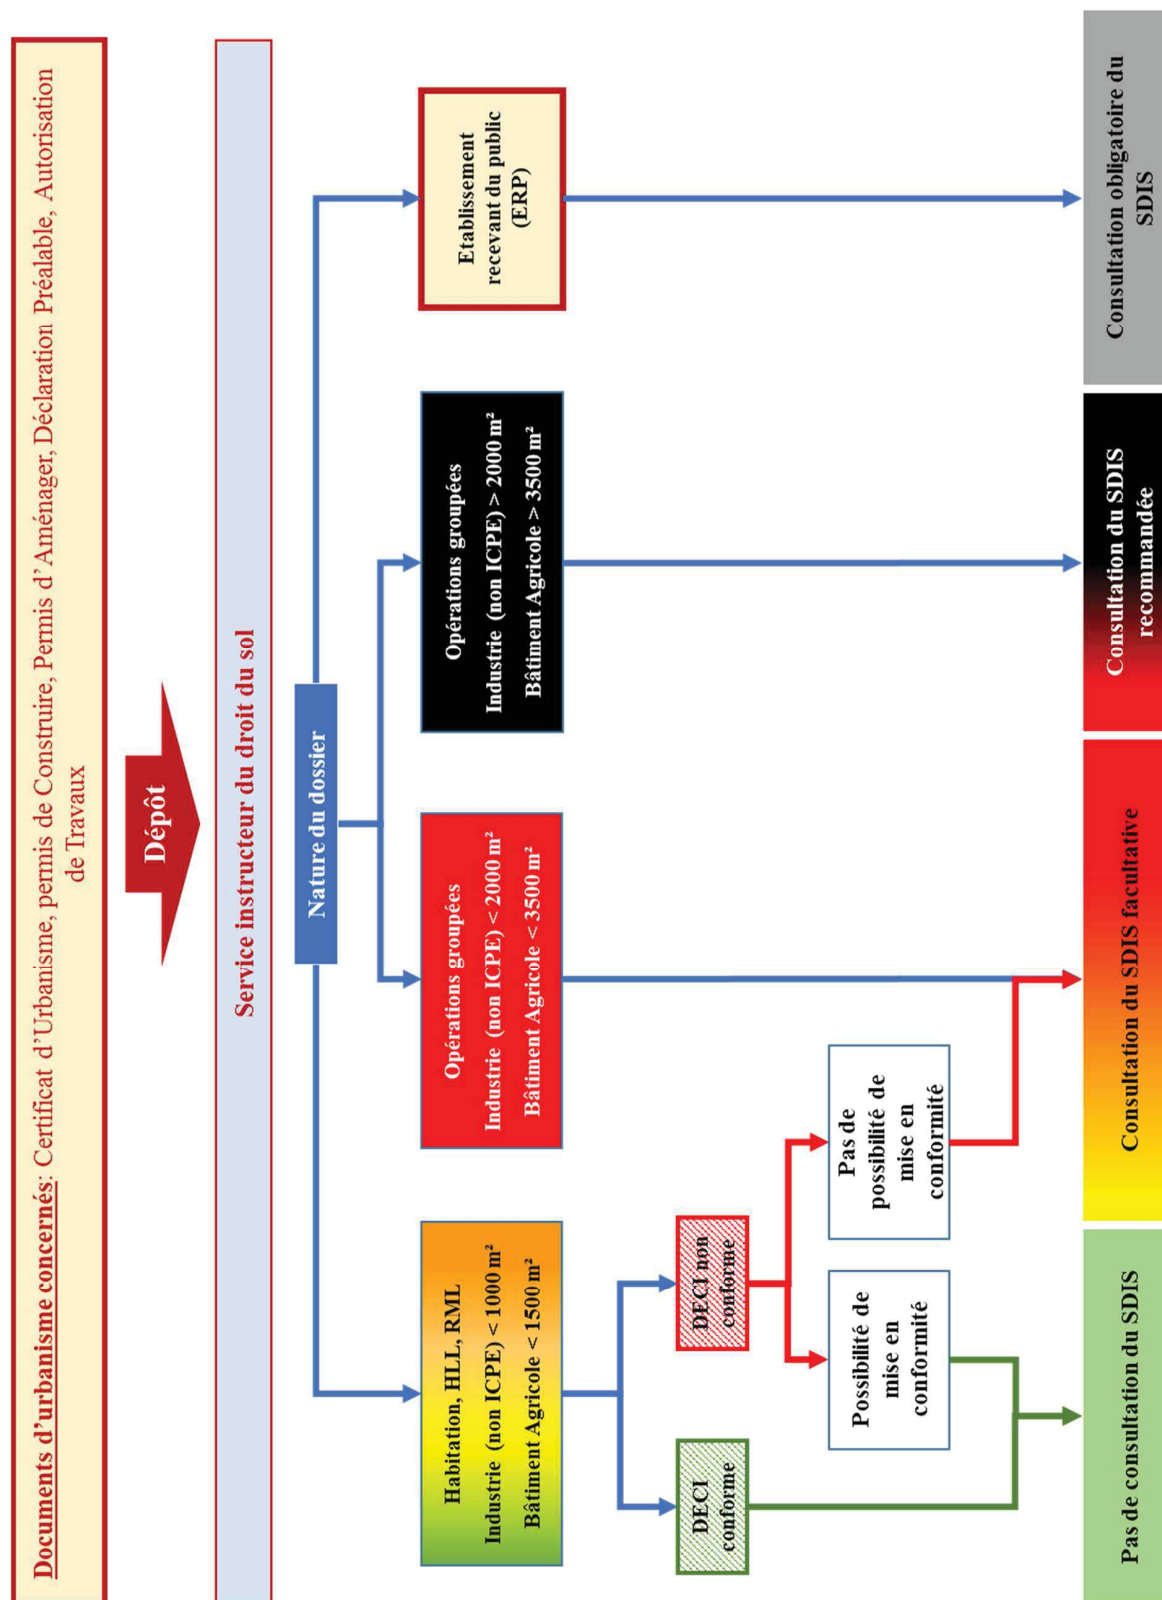 Documents d'urbanisme concernés: Certificat d'Urbanisme, permis de Construire, Permis d'Aménager, Déclaration Préalable, Autorisation
de Travaux
Dépôt
Service instructeur du droit du sol
Nature du dossier
Habitation, HLL, RML
Industrie (non ICPE) < 1000 m²
Bâtiment Agricole < 1500 m²
Opérations groupées
Industrie (non ICPE) < 2000 m²
Bâtiment Agricole < 3500 m²
Opérations groupées
Industrie (non ICPE) > 2000 m²
Bâtiment Agricole > 3500 m²
Etablissement
recevant du public
(ERP)
DECI
conforme
DECI non
conforme
Possibilité de
mise en
conformité
Pas de
possibilité de
mise en
conformité
Pas de consultation du SDIS
Consultation du SDIS facultative
Consultation du SDIS
recommandée
Consultation obligatoire du
SDIS